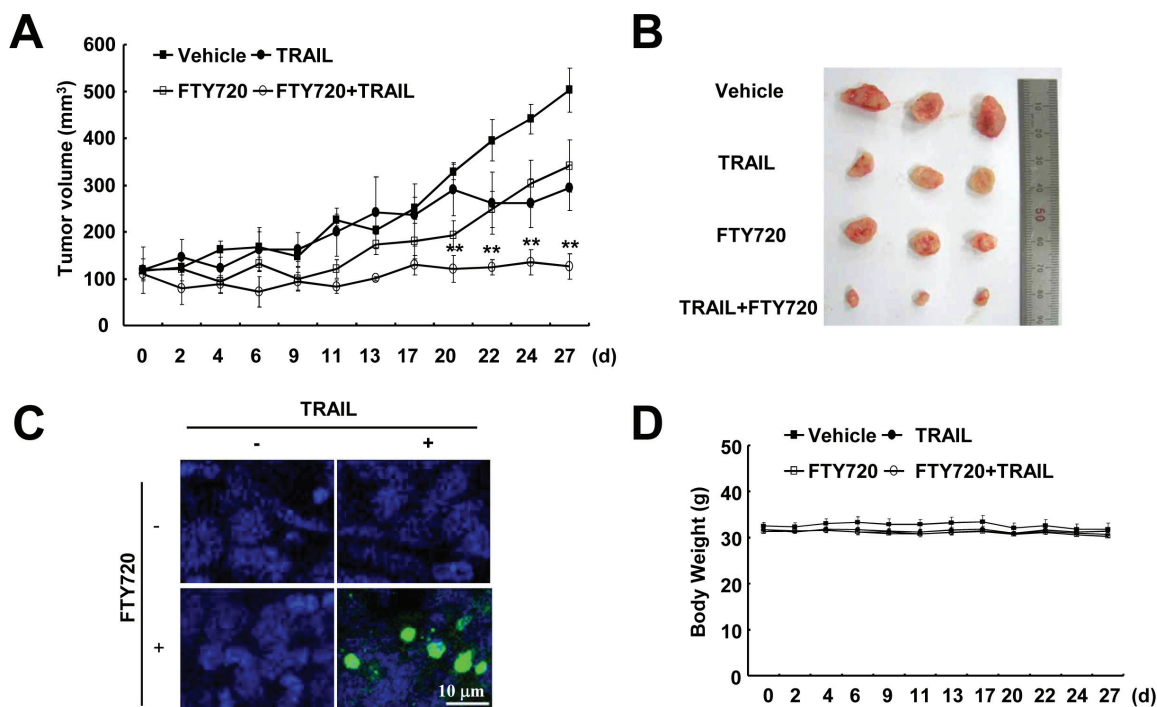 A
600
500
400
300
200
100
0
Tumor volume (mm³)
Vehicle TRAIL
FTY720 FTY720+TRAIL
** ** ** **
0 2 4 6 9 11 13 17 20 22 24 27 (d)
B
Vehicle
TRAIL
FTY720
TRAIL+FTY720
50
C
TRAIL
- +
FTY720
-
+
10 μm
D
50
40
30
20
10
0
Body Weight (g)
Vehicle TRAIL
FTY720 FTY720+TRAIL
0 2 4 6 9 11 13 17 20 22 24 27 (d)